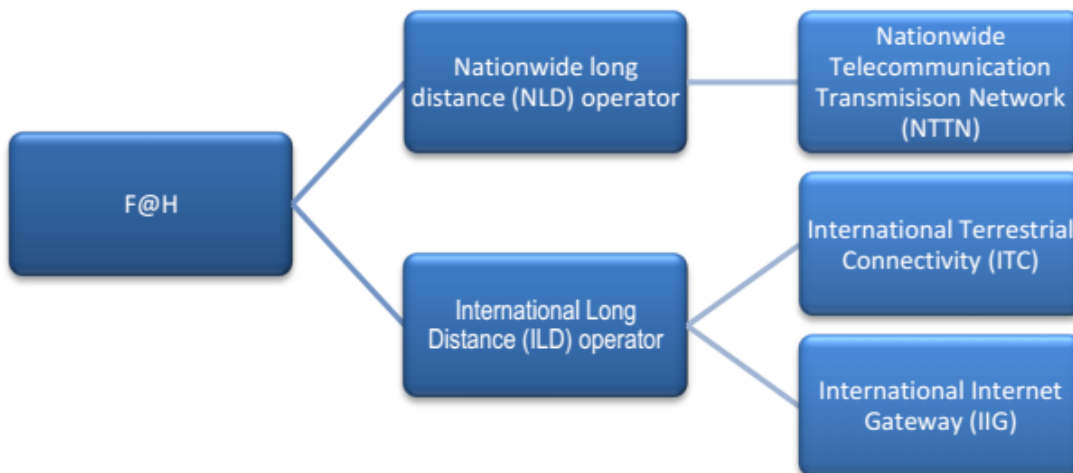 F@H
Nationwide long
distance (NLD) operator
Nationwide
Telecommunication
Transmisison Network
(NTTN)
International Long
Distance (ILD) operator
International Terrestrial
Connectivity (ITC)
International Internet
Gateway (IIG)